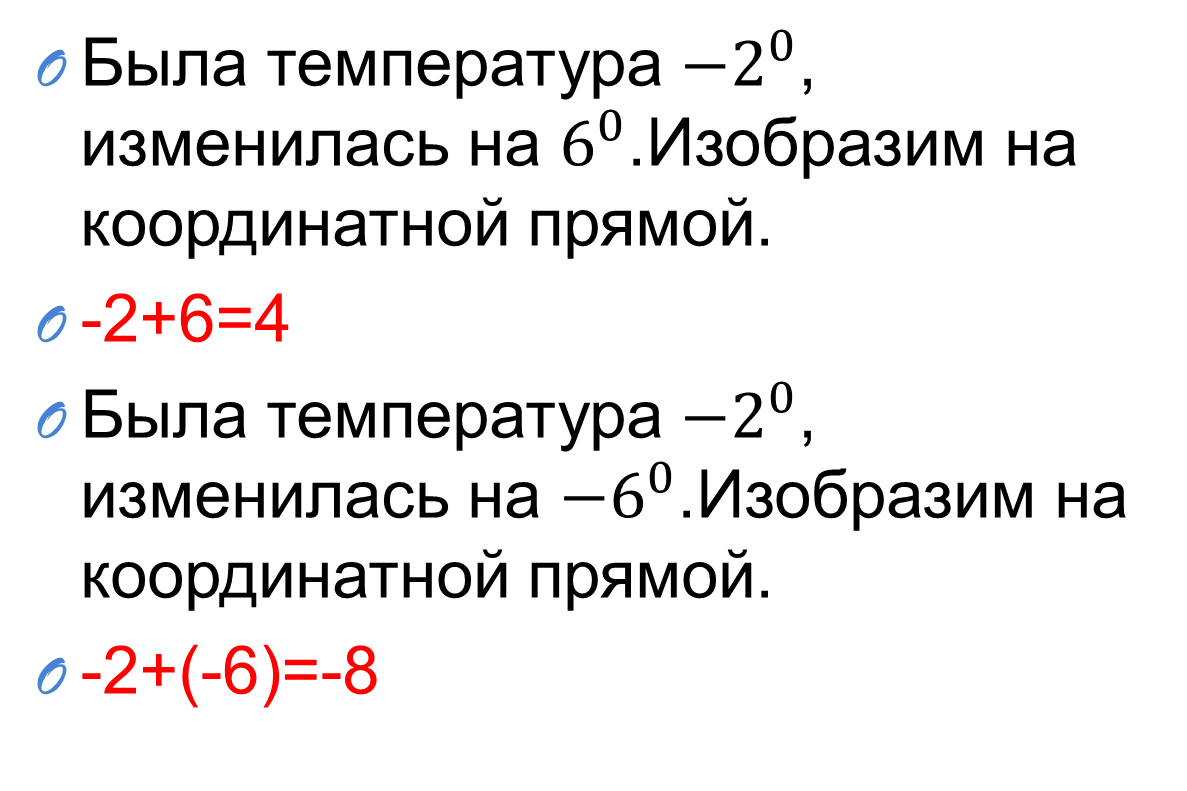 Была температура −2⁰,
изменилась на 6⁰.Изобразим на
координатной прямой.
-2+6=4
Была температура −2⁰,
изменилась на −6⁰.Изобразим на
координатной прямой.
-2+(-6)=-8